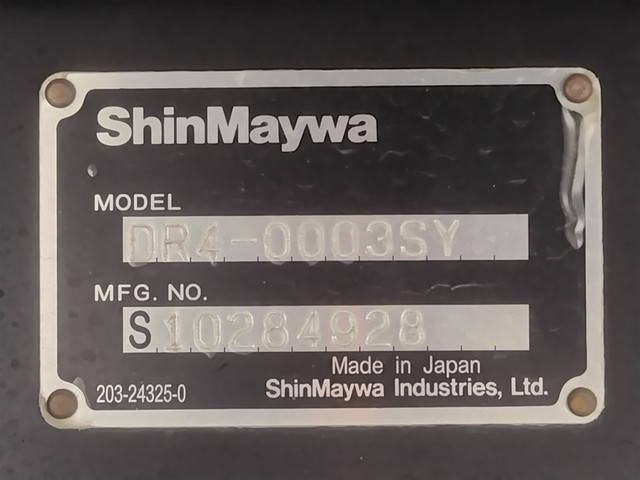 ShinMaywa
MODEL
DR4-0003SY
MFG. NO.
S10284928
Made in Japan
203-24325-0 ShinMaywa Industries, Ltd.